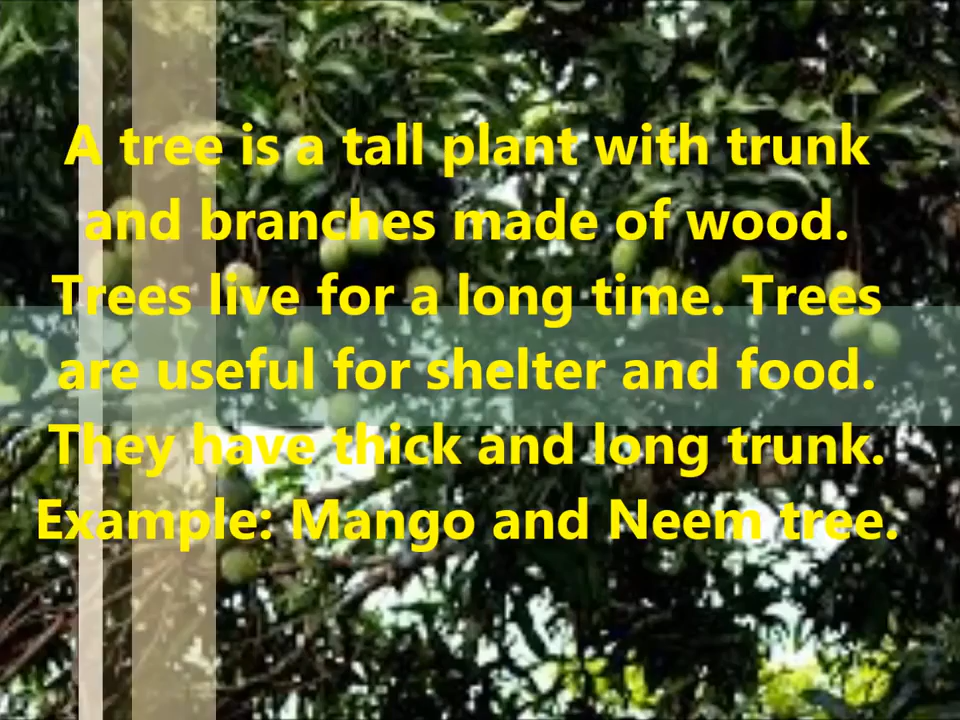 A tree is a tall plant with trunk
and branches made of wood.
Trees live for a long time. Trees
are useful for shelter and food.
They have thick and long trunk.
Example: Mango and Neem tree.